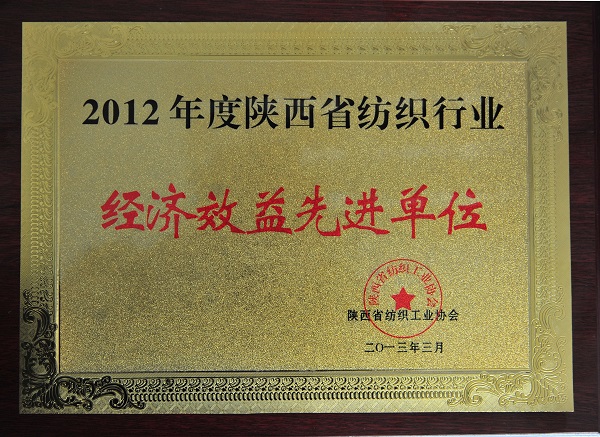 2012年度陕西省纺织行业
经济效益先进单位
陕西省纺织工业协会
陕西省纺织工业协会
二〇一三年三月